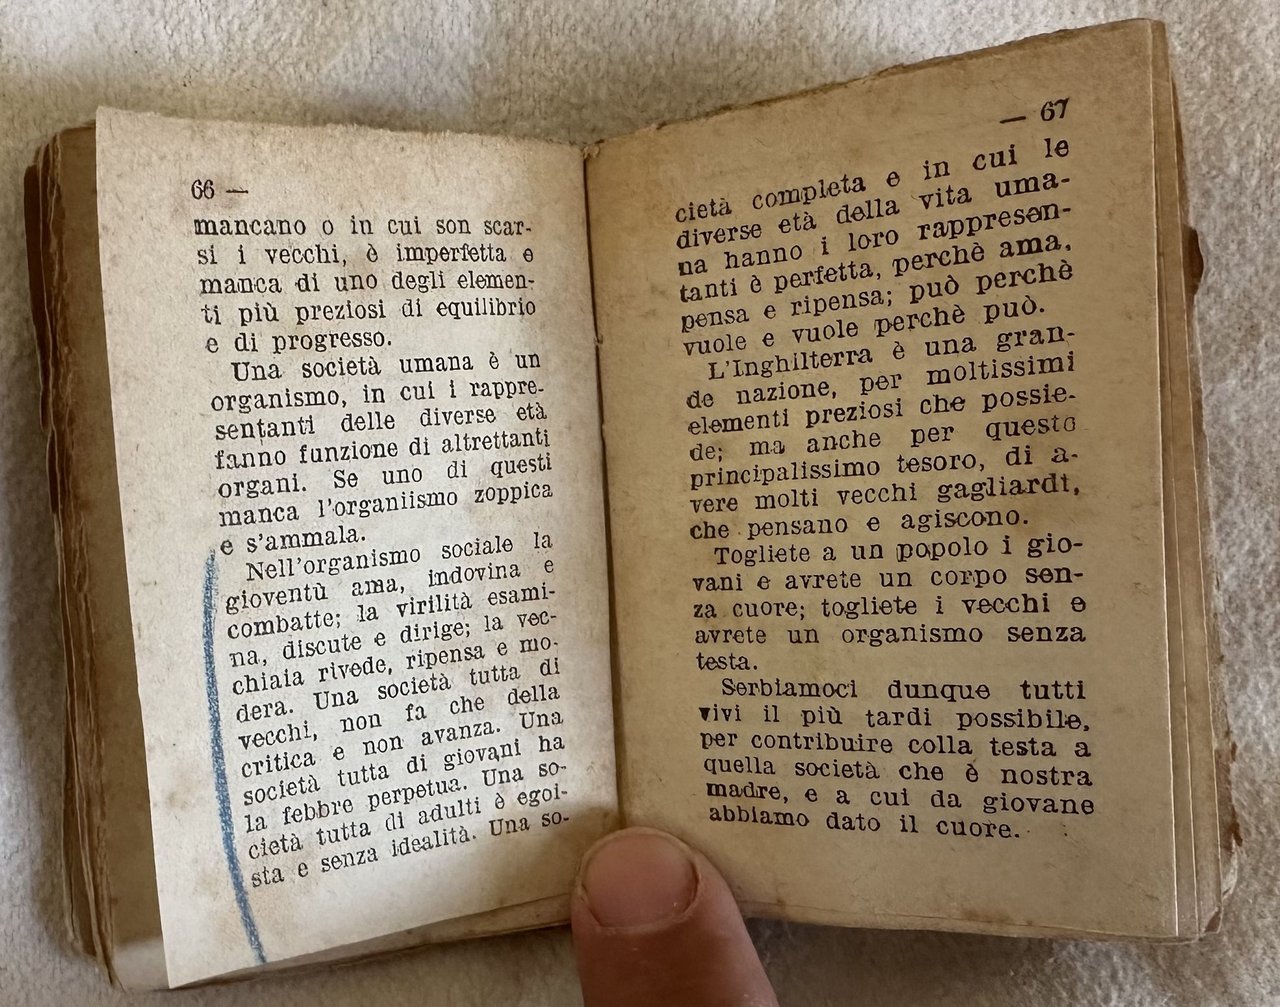 66 —
mancano o in cui son scar-
si i vecchi, è imperfetta e
manca di uno degli elemen-
ti più preziosi di equilibrio
e di progresso.
Una società umana è un
organismo, in cui i rappre-
sentanti delle diverse età
fanno funzione di altrettanti
organi. Se uno di questi
manca l'organiismo zoppica
e s'ammala.
Nell'organismo sociale la
gioventù ama, indovina e
combatte; la virilità esami-
na, discute e dirige; la vec-
chiaia rivede, ripensa e mo-
dera. Una società tutta di
vecchi, non fa che della
critica e non avanza. Una
società tutta di giovani ha
la febbre perpetua. Una so-
cietà tutta di adulti è egoi-
sta e senza idealità. Una so-
— 67
cietà completa e in cui le
diverse età della vita uma-
na hanno i loro rappresen-
tanti è perfetta, perchè ama,
pensa e ripensa; può perchè
vuole e vuole perchè può.
L'Inghilterra è una gran-
de nazione, per moltissimi
elementi preziosi che possie-
de; ma anche per questo
principalissimo tesoro, di a-
vere molti vecchi gagliardi,
che pensano e agiscono.
Togliete a un popolo i gio-
vani e avrete un corpo sen-
za cuore; togliete i vecchi e
avrete un organismo senza
testa.
Serbiamoci dunque tutti
vivi il più tardi possibile,
per contribuire colla testa a
quella società che è nostra
madre, e a cui da giovane
abbiamo dato il cuore.